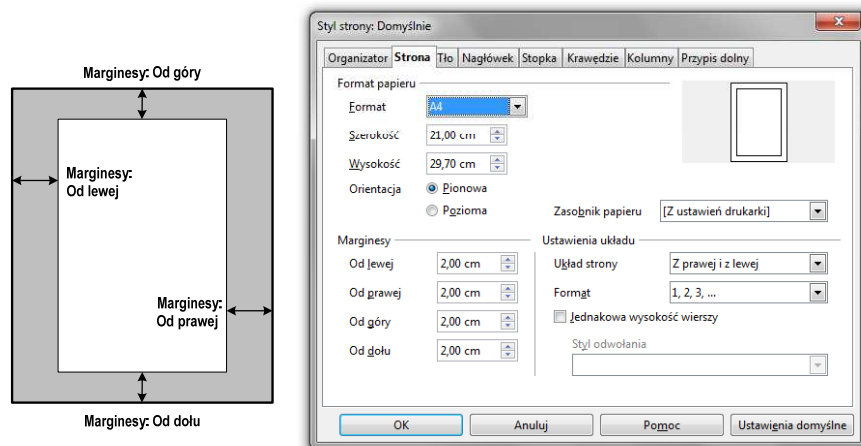 Marginesy: Od góry
Marginesy:
Od lewej
Marginesy:
Od prawej
Marginesy: Od dołu
Styl strony: Domyślnie
Organizator Strona Tło Nagłówek Stopka Krawędzie Kolumny Przypis dolny
Format papieru
Format A4
Szerokość 21,00 cm
Wysokość 29,70 cm
Orientacja Pionowa
Pozioma
Zasobnik papieru [Z ustawień drukarki]
Marginesy
Od lewej 2,00 cm
Od prawej 2,00 cm
Od góry 2,00 cm
Od dołu 2,00 cm
Ustawienia układu
Układ strony Z prawej i z lewej
Format 1, 2, 3, ...
Jednakowa wysokość wierszy
Styl odwołania
OK Anuluj Pomoc Ustawienia domyślne